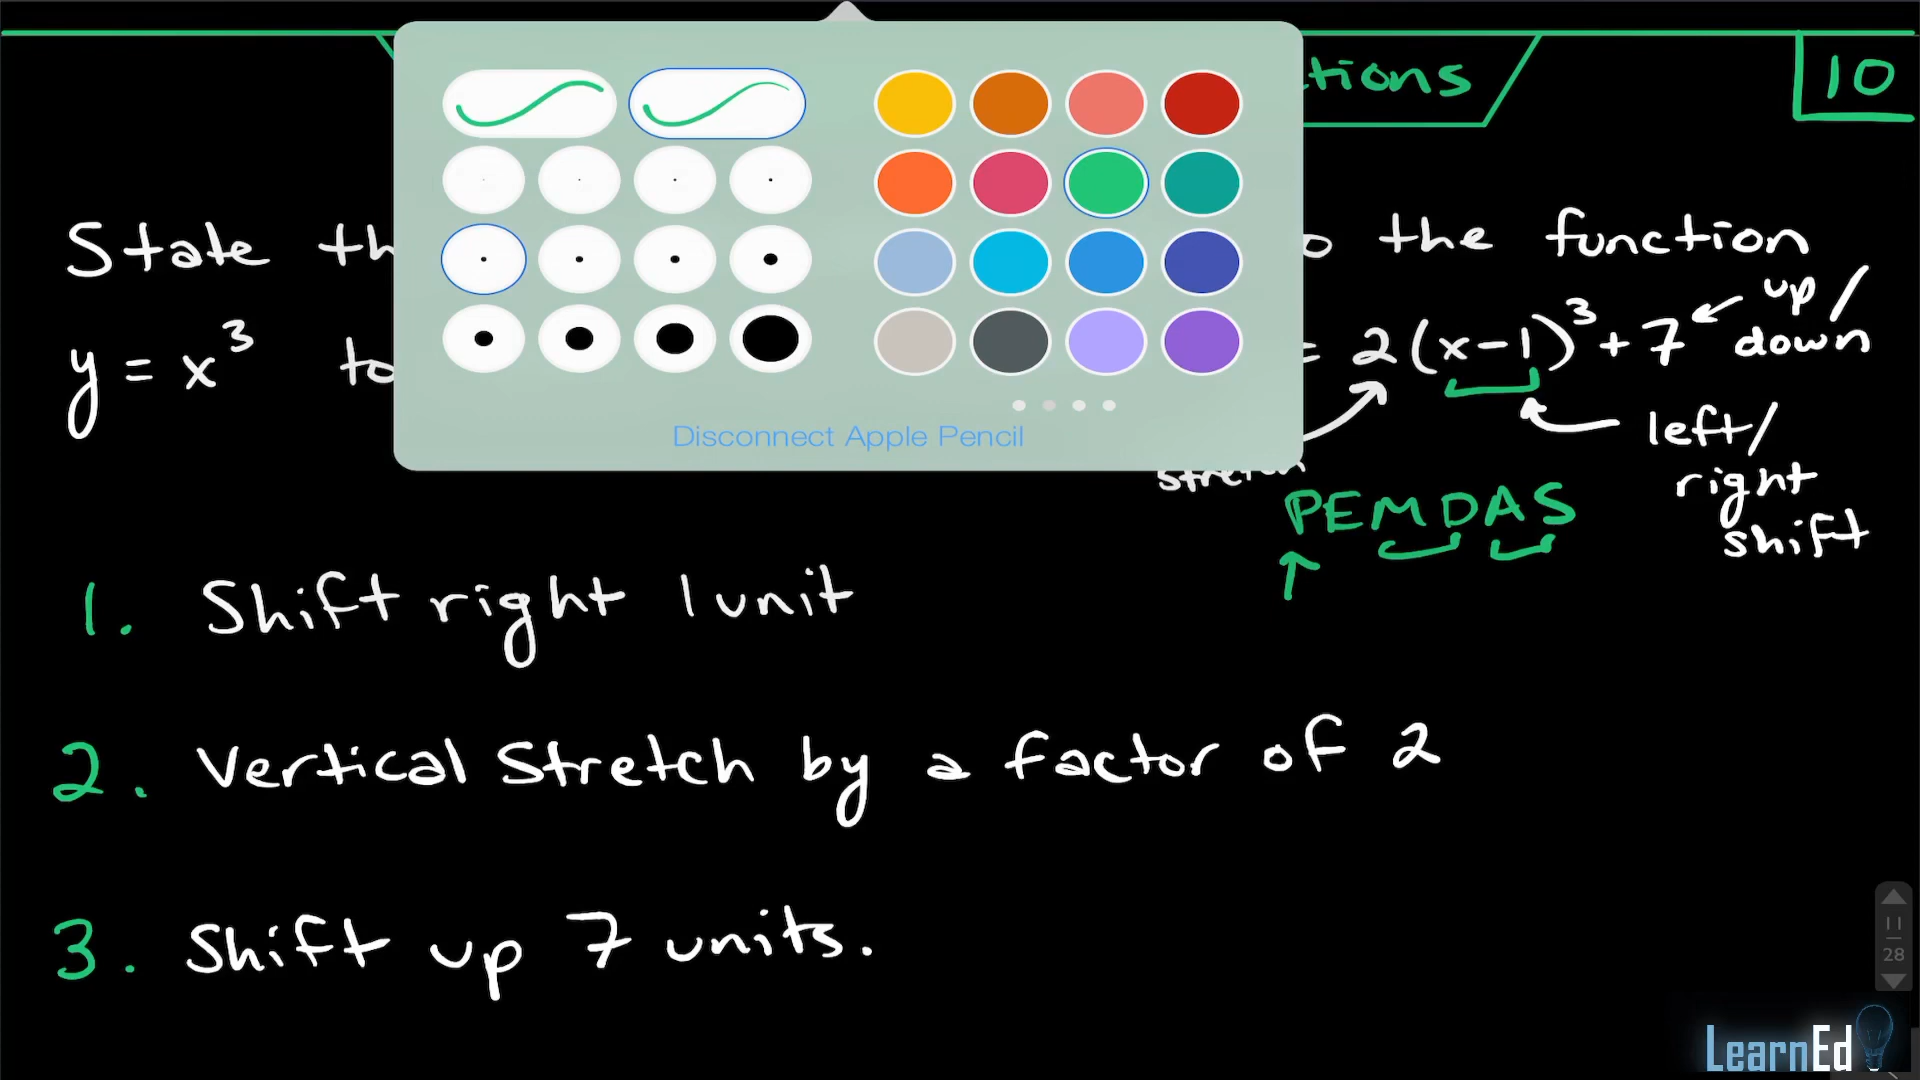 tions 10
State th
o the function
y = x³ to
= 2(x-1)³+7
up/
down
left/
right
shift
Disconnect Apple Pencil
PEMDAS
1. Shift right 1 unit
2. Vertical Stretch by a factor of 2
3. Shift up 7 units.
11
28
LearnEd